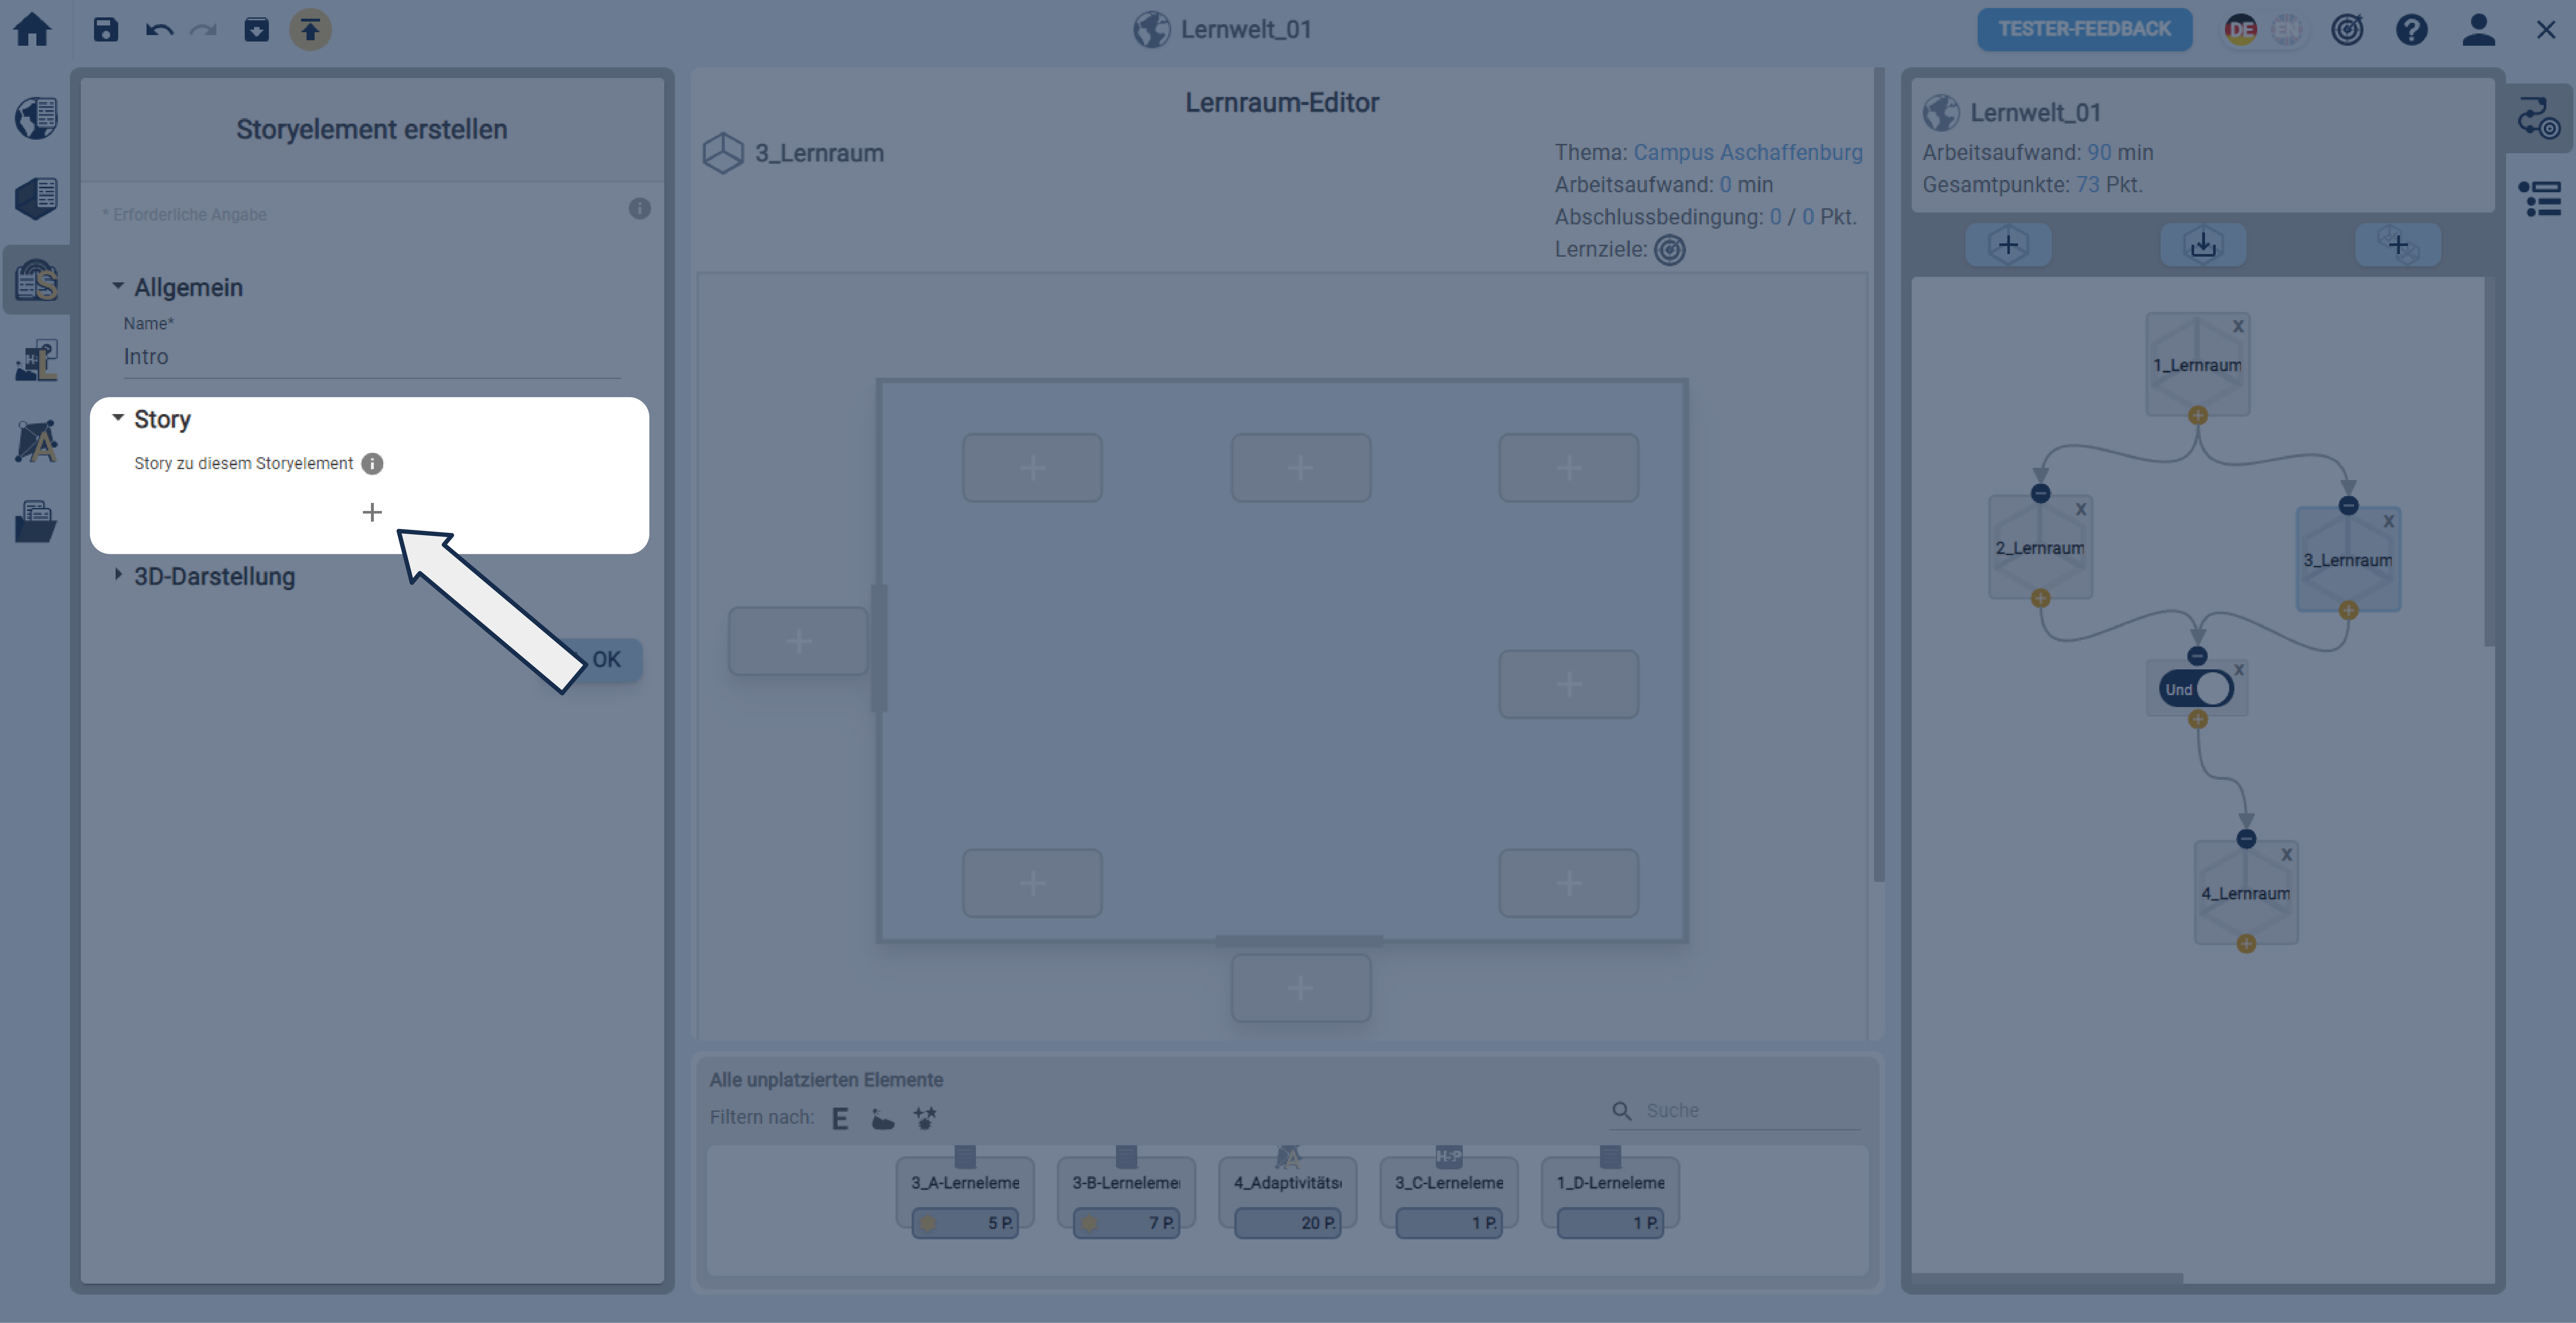 Lernwelt_01
TESTER-FEEDBACK
DE
EN
Storyelement erstellen
* Erforderliche Angabe
Allgemein
Name*
Intro
Story
Story zu diesem Storyelement
3D-Darstellung
OK
Lernraum-Editor
3_Lernraum
Thema: Campus Aschaffenburg
Arbeitsaufwand: 0 min
Abschlussbedingung: 0 / 0 Pkt.
Lernziele:
Alle unplatzierten Elemente
Filtern nach: E
Suche
3_A-Lerneleme
5 P.
3-B-Lerneleme
7 P.
A
4_Adaptivitäts
20 P.
H-P
3_C-Lerneleme
1 P.
1_D-Lerneleme
1 P.
Lernwelt_01
Arbeitsaufwand: 90 min
Gesamtpunkte: 73 Pkt.
1_Lernraum
X
2_Lernraum
X
3_Lernraum
X
Und
X
4_Lernraum
X
S
L
A